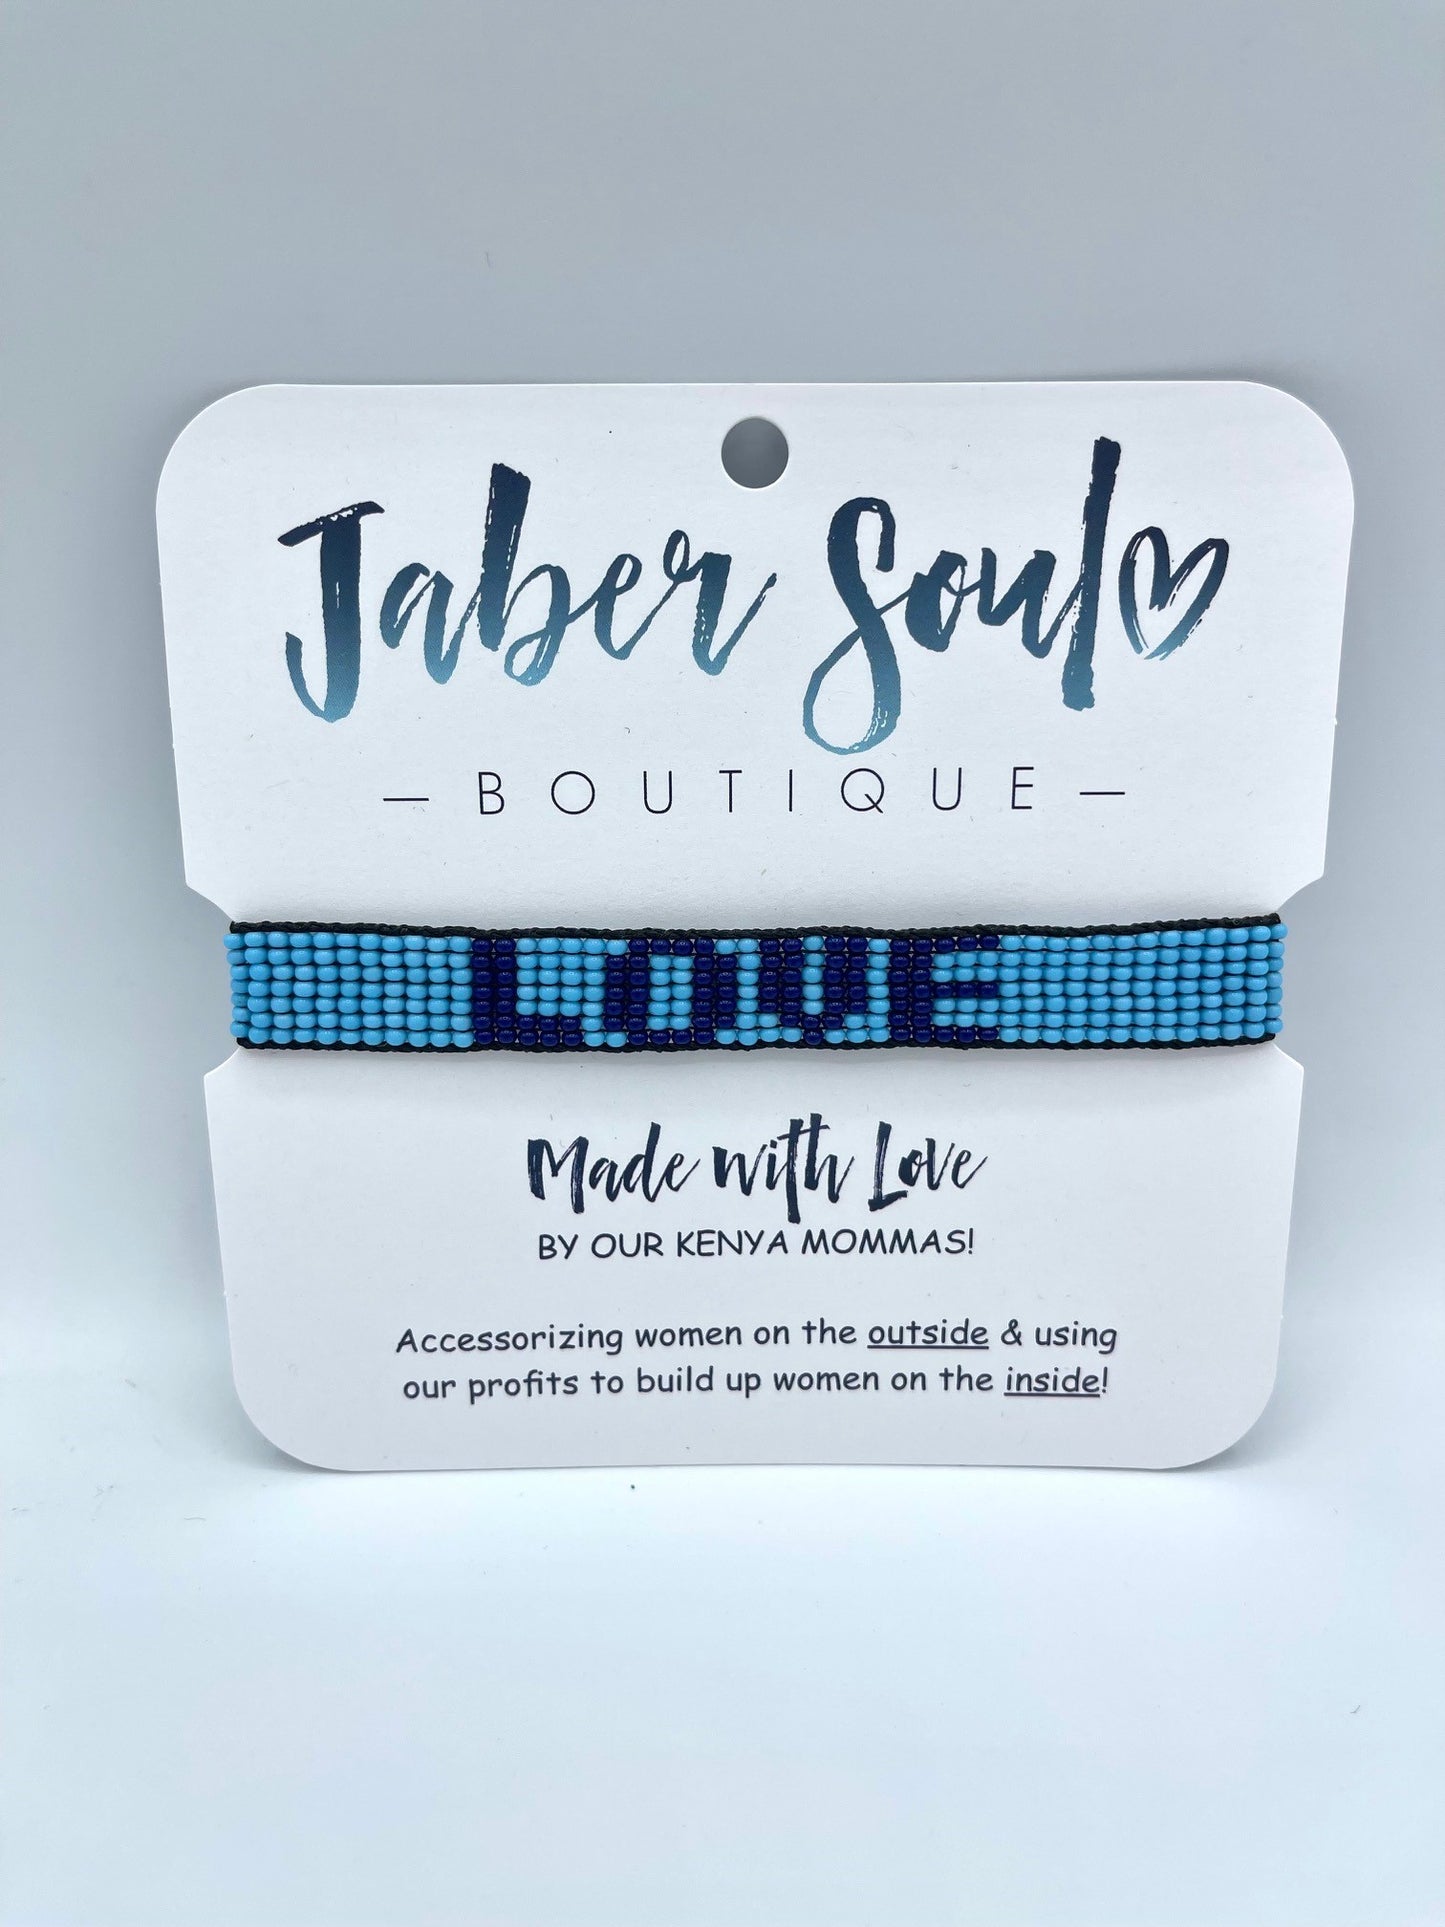 Jaber Soul
— BOUTIQUE —
LOVE
Made with Love
BY OUR KENYA MOMMAS!
Accessorizing women on the outside & using
our profits to build up women on the inside!